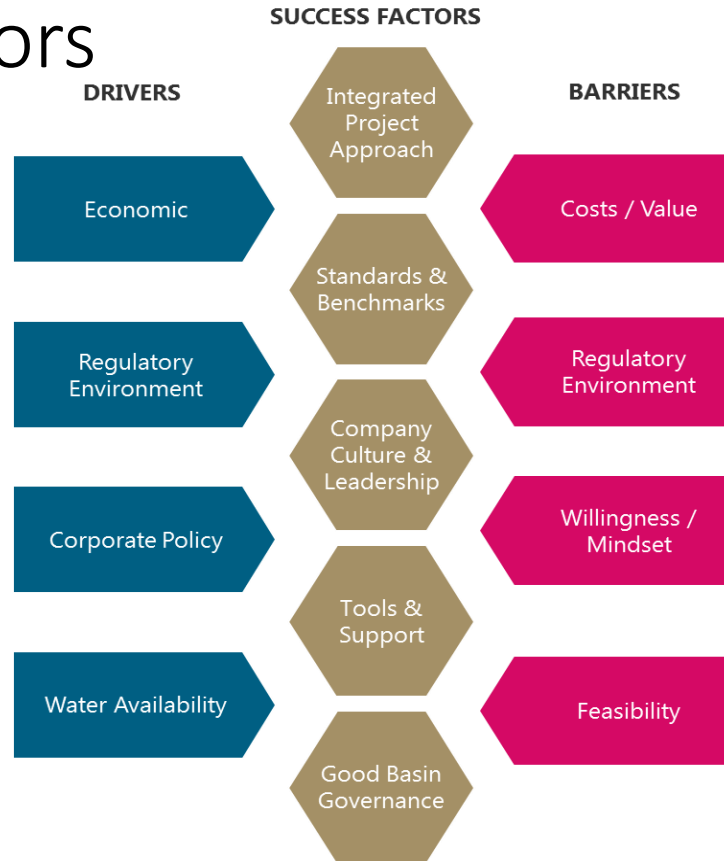 ors
SUCCESS FACTORS
DRIVERS
BARRIERS
Integrated
Project
Approach
Economic
Costs / Value
Standards &
Benchmarks
Regulatory
Environment
Regulatory
Environment
Company
Culture &
Leadership
Corporate Policy
Willingness /
Mindset
Tools &
Support
Water Availability
Feasibility
Good Basin
Governance